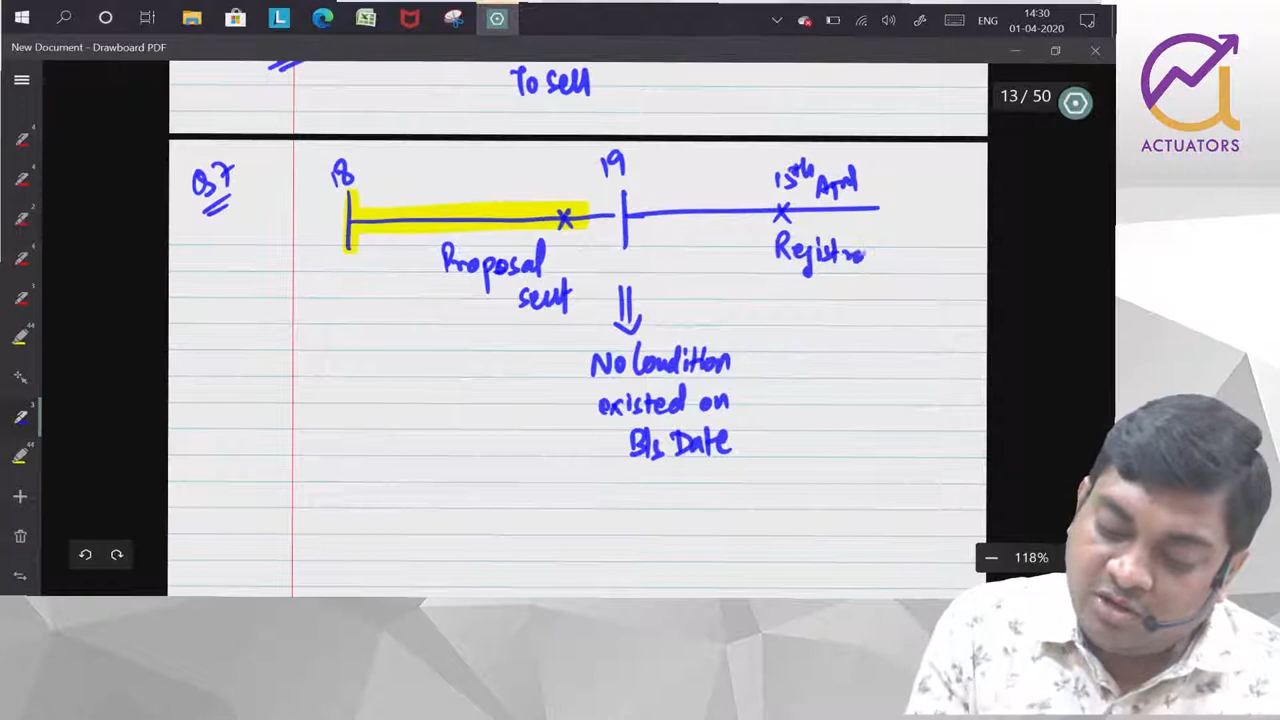 ENG
14:30
01-04-2020
New Document - Drawboard PDF
To sell
13 / 50
ACTUATORS
Q7
18
19
15th April
Proposal
sent
Registra
No Condition
existed on
B/s Date
118%